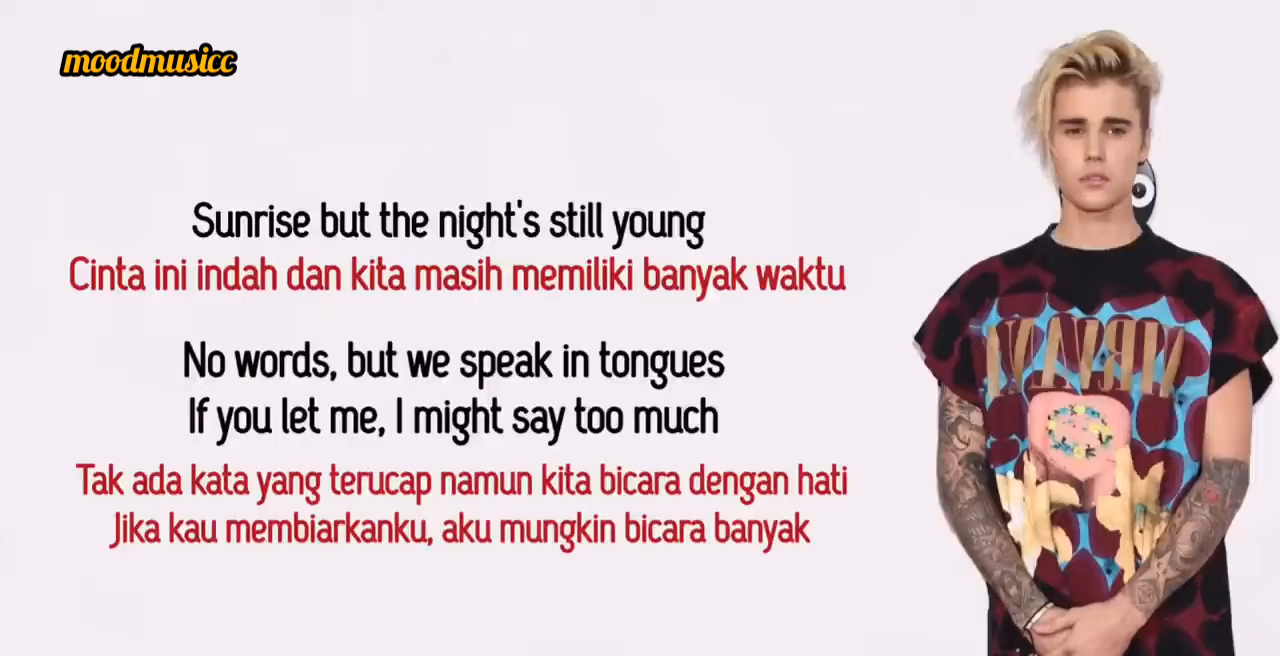 moodmusicc
Sunrise but the night's still young
Cinta ini indah dan kita masih memiliki banyak waktu
No words, but we speak in tongues
If you let me, I might say too much
Tak ada kata yang terucap namun kita bicara dengan hati
Jika kau membiarkanku, aku mungkin bicara banyak